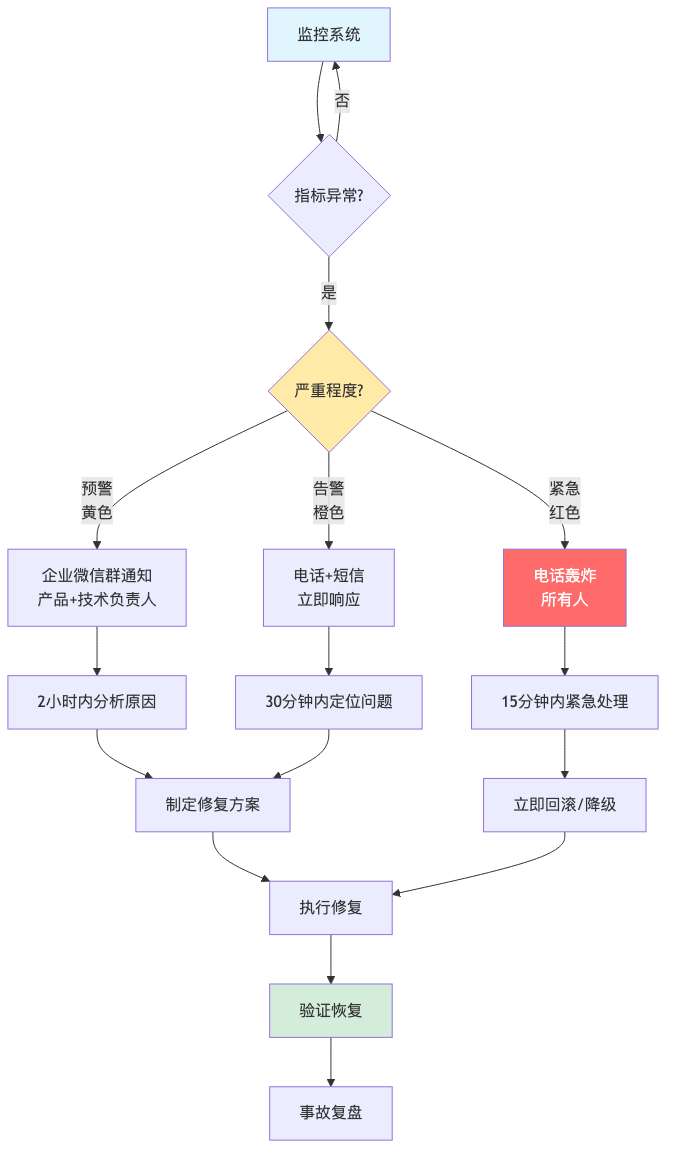 监控系统
否
指标异常?
是
严重程度?
预警
黄色
告警
橙色
紧急
红色
企业微信群通知
产品+技术负责人
电话+短信
立即响应
电话轰炸
所有人
2小时内分析原因
30分钟内定位问题
15分钟内紧急处理
制定修复方案
立即回滚/降级
执行修复
验证恢复
事故复盘